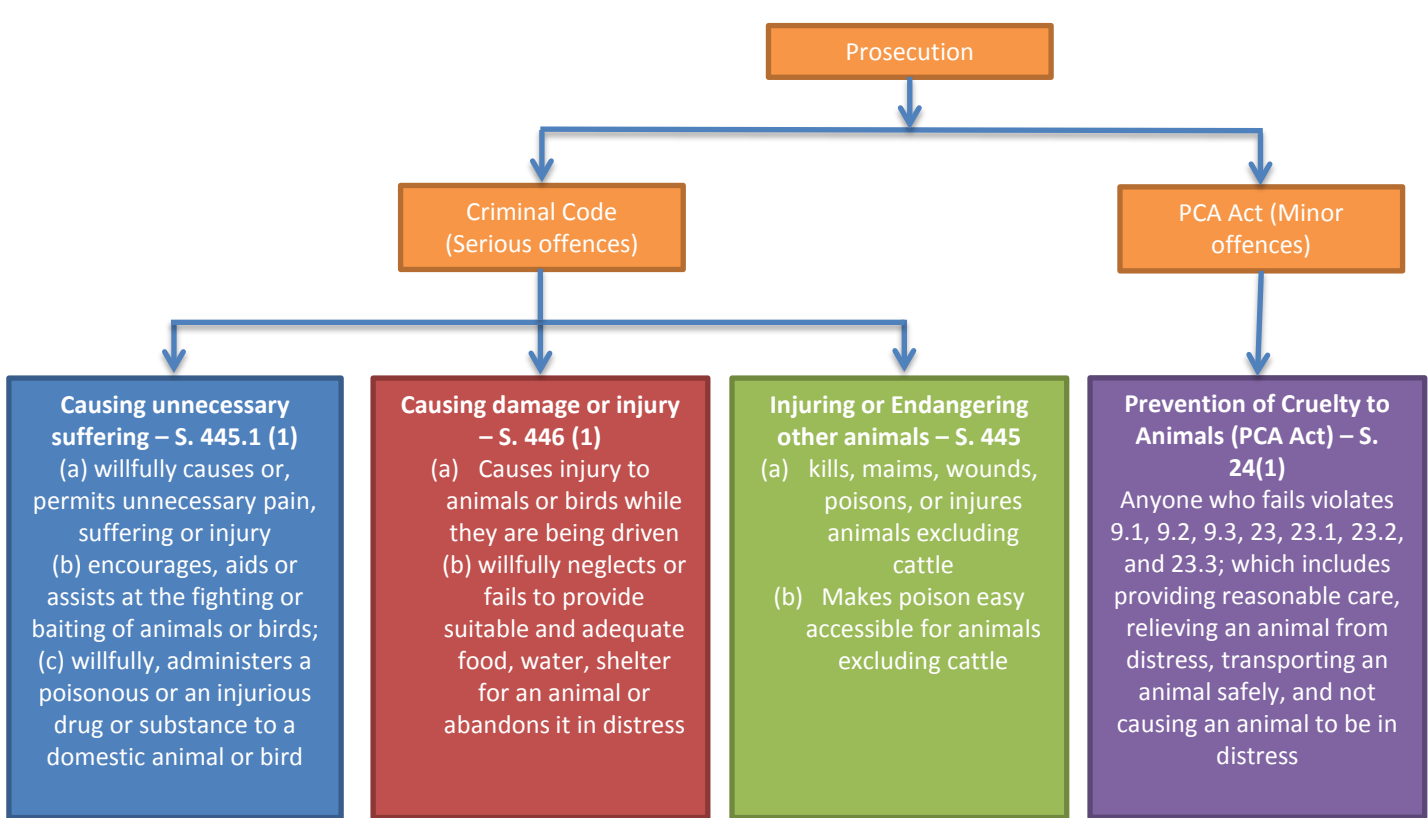 Prosecution
Criminal Code
(Serious offences)
PCA Act (Minor
offences)
Causing unnecessary
suffering – S. 445.1 (1)
(a) willfully causes or,
permits unnecessary pain,
suffering or injury
(b) encourages, aids or
assists at the fighting or
baiting of animals or birds;
(c) willfully, administers a
poisonous or an injurious
drug or substance to a
domestic animal or bird
Causing damage or injury
– S. 446 (1)
(a) Causes injury to
animals or birds while
they are being driven
(b) willfully neglects or
fails to provide
suitable and adequate
food, water, shelter
for an animal or
abandons it in distress
Injuring or Endangering
other animals – S. 445
(a) kills, maims, wounds,
poisons, or injures
animals excluding
cattle
(b) Makes poison easy
accessible for animals
excluding cattle
Prevention of Cruelty to
Animals (PCA Act) – S.
24(1)
Anyone who fails violates
9.1, 9.2, 9.3, 23, 23.1, 23.2,
and 23.3; which includes
providing reasonable care,
relieving an animal from
distress, transporting an
animal safely, and not
causing an animal to be in
distress